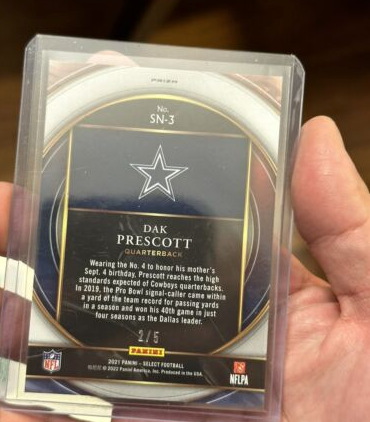 PRIZM
No.
SN-3
DAK
PRESCOTT
QUARTERBACK
Wearing the No. 4 to honor his mother's
Sept. 4 birthday, Prescott reaches the high
standards expected of Cowboys quarterbacks.
In 2019, the Pro Bowl signal-caller came within
a yard of the team record for passing yards
in a season and won his 40th game in just
four seasons as the Dallas leader.
2/5
PANINI
2021 PANINI - SELECT FOOTBALL
© 2022 Panini America, Inc. Produced in the USA.
NFL
NFLPA